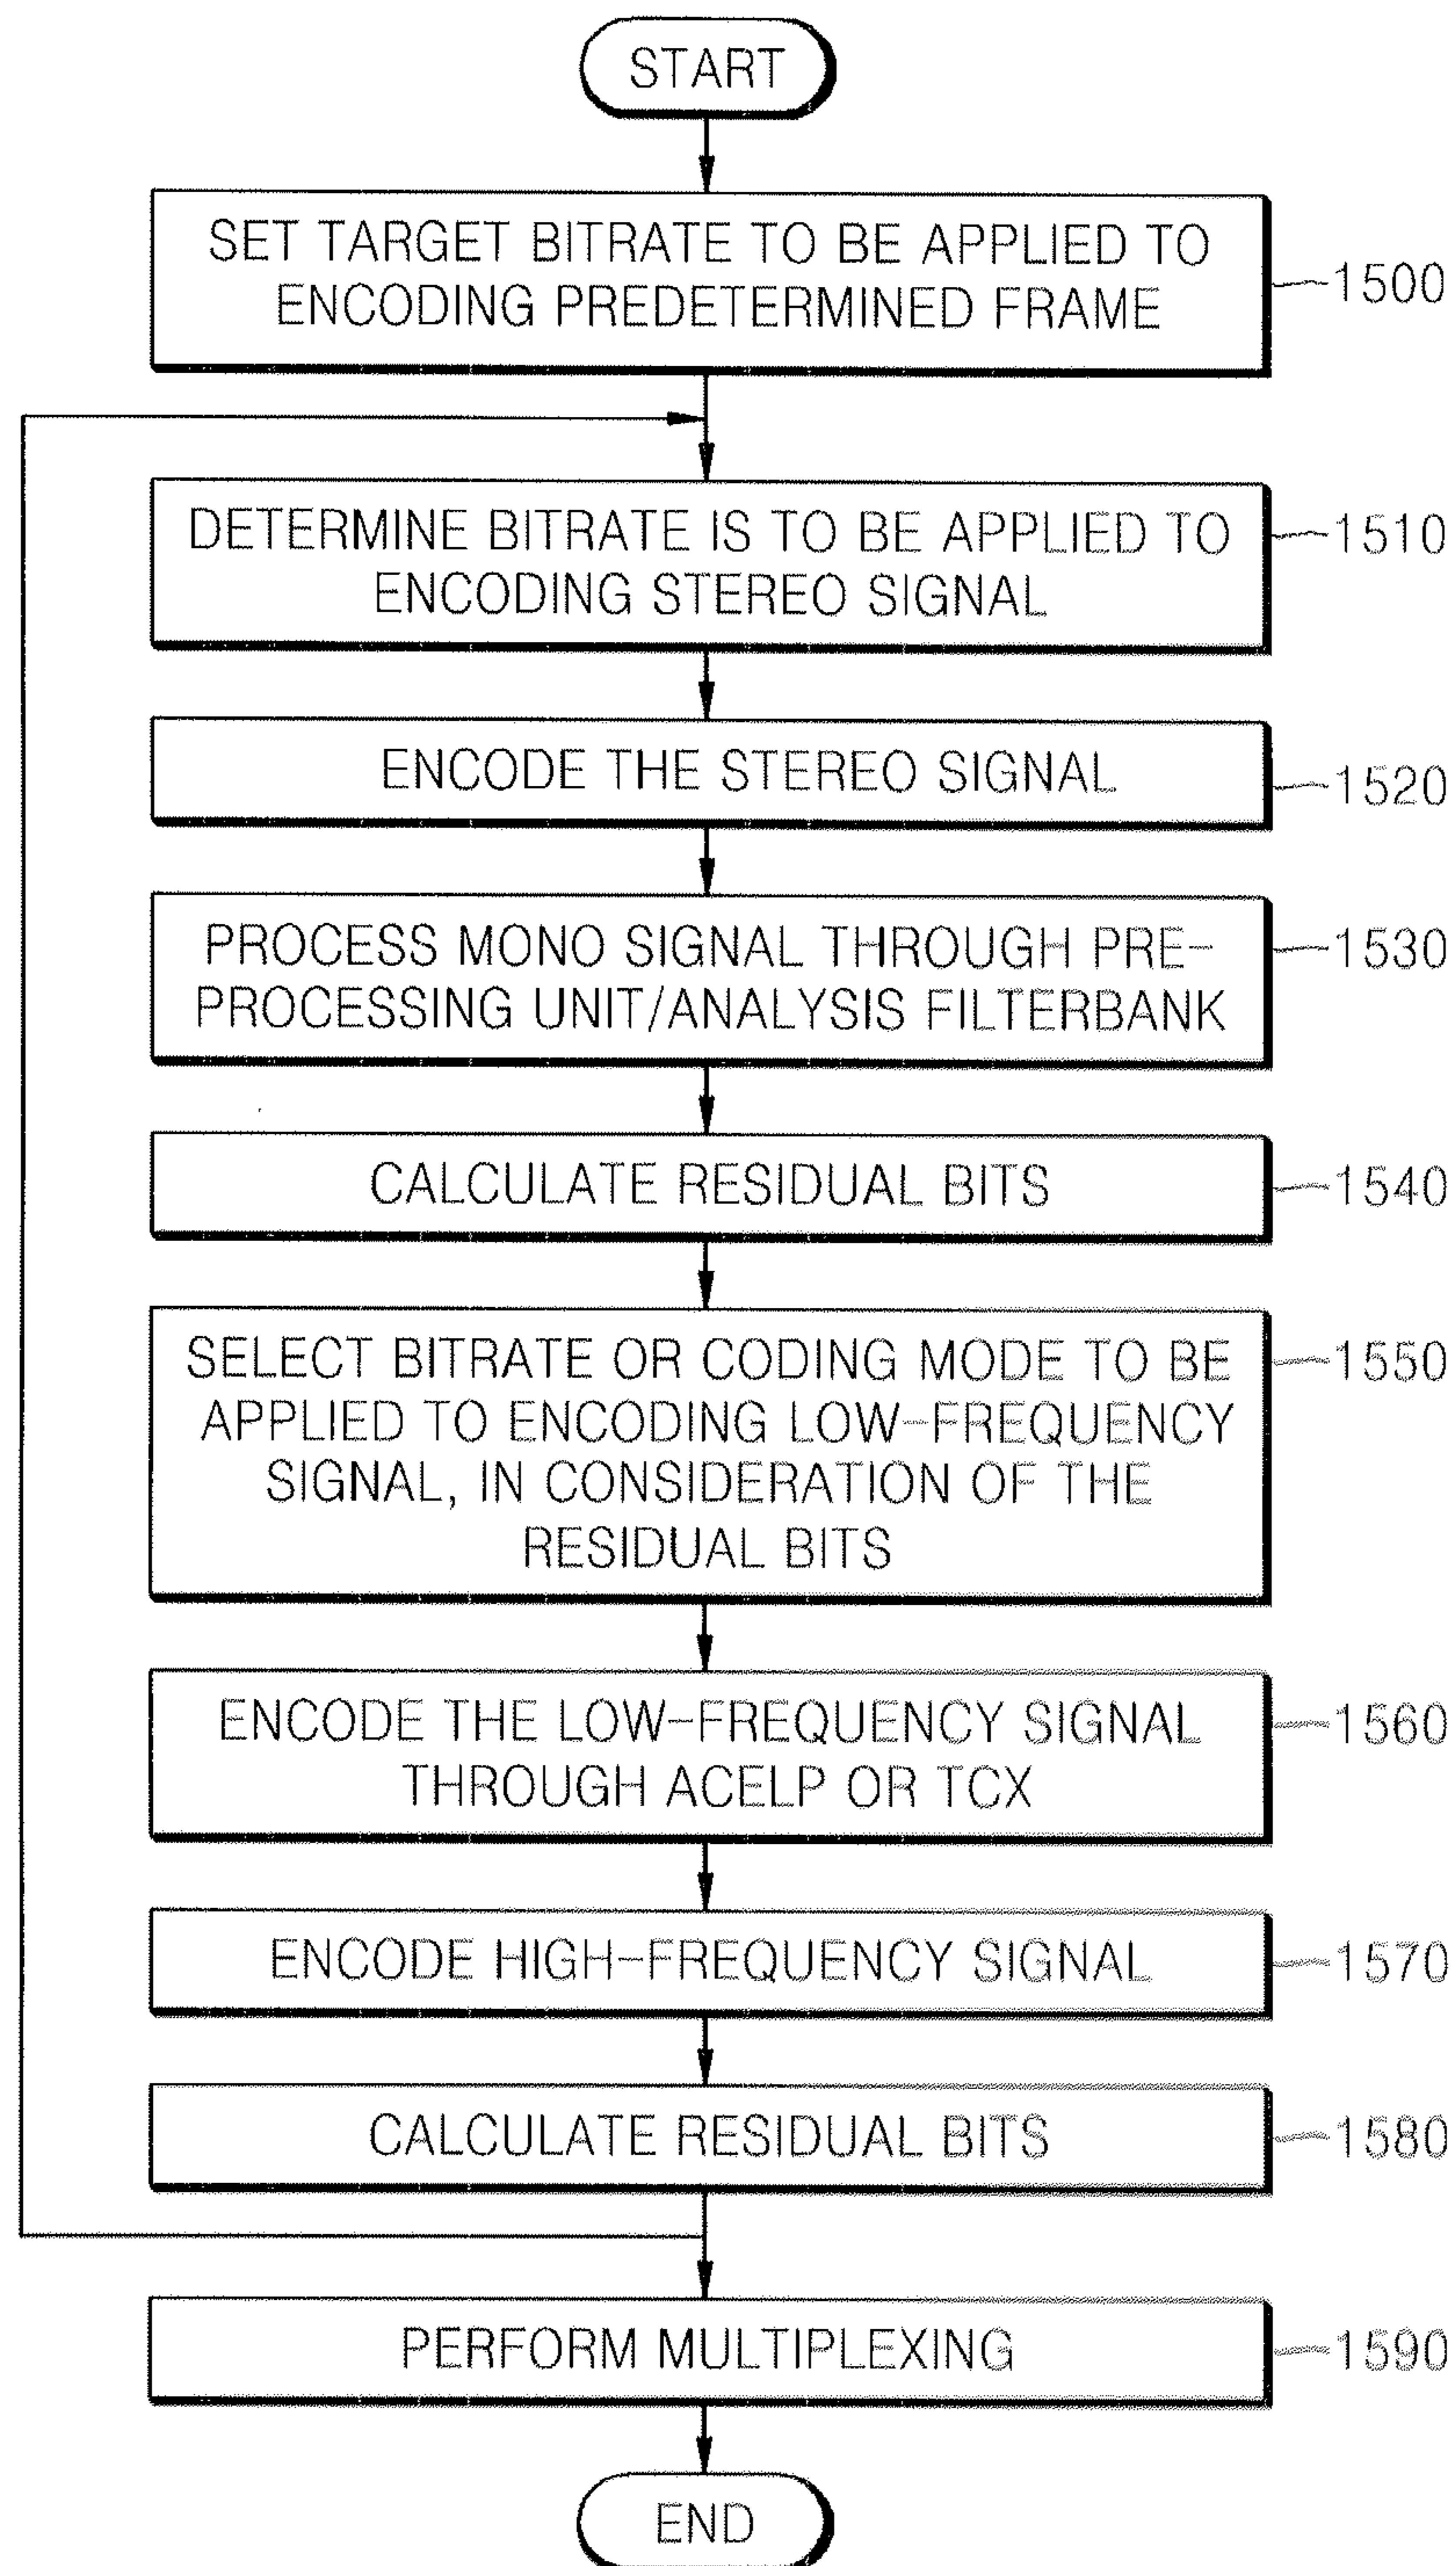 START
SET TARGET BITRATE TO BE APPLIED TO
ENCODING PREDETERMINED FRAME
1500
DETERMINE BITRATE IS TO BE APPLIED TO
ENCODING STEREO SIGNAL
1510
ENCODE THE STEREO SIGNAL
1520
PROCESS MONO SIGNAL THROUGH PRE-
PROCESSING UNIT/ANALYSIS FILTERBANK
1530
CALCULATE RESIDUAL BITS
1540
SELECT BITRATE OR CODING MODE TO BE
APPLIED TO ENCODING LOW-FREQUENCY
SIGNAL, IN CONSIDERATION OF THE
RESIDUAL BITS
1550
ENCODE THE LOW-FREQUENCY SIGNAL
THROUGH ACELP OR TCX
1560
ENCODE HIGH-FREQUENCY SIGNAL
1570
CALCULATE RESIDUAL BITS
1580
PERFORM MULTIPLEXING
1590
END